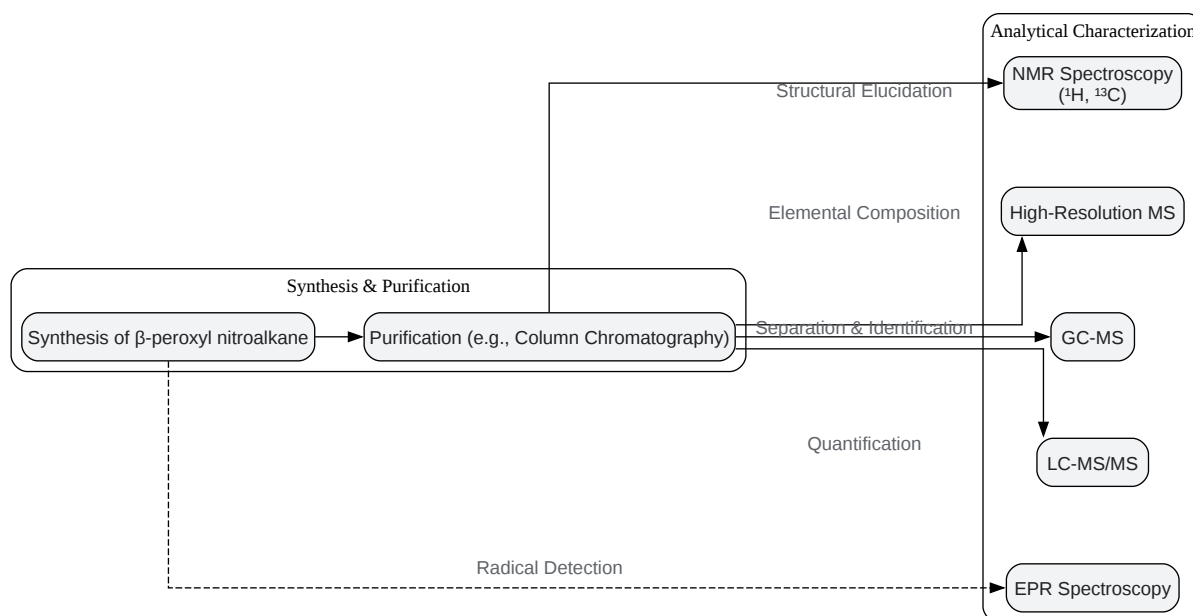 Analytical Characterization
NMR Spectroscopy
(¹H, ¹³C)
Structural Elucidation
High-Resolution MS
Elemental Composition
Synthesis & Purification
Synthesis of β-peroxyl nitroalkane
Purification (e.g., Column Chromatography)
Separation & Identification
GC-MS
Quantification
LC-MS/MS
Radical Detection
EPR Spectroscopy